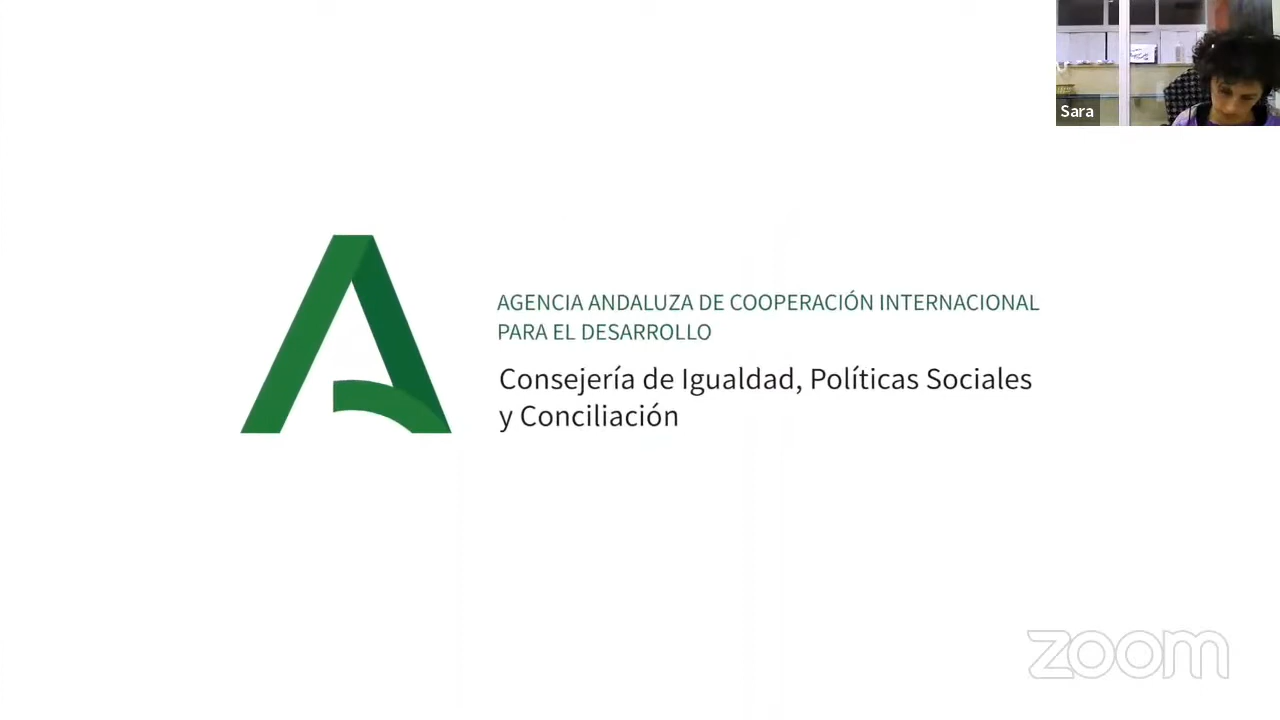 Sara
AGENCIA ANDALUZA DE COOPERACIÓN INTERNACIONAL
PARA EL DESARROLLO
Consejería de Igualdad, Políticas Sociales
y Conciliación
zoom